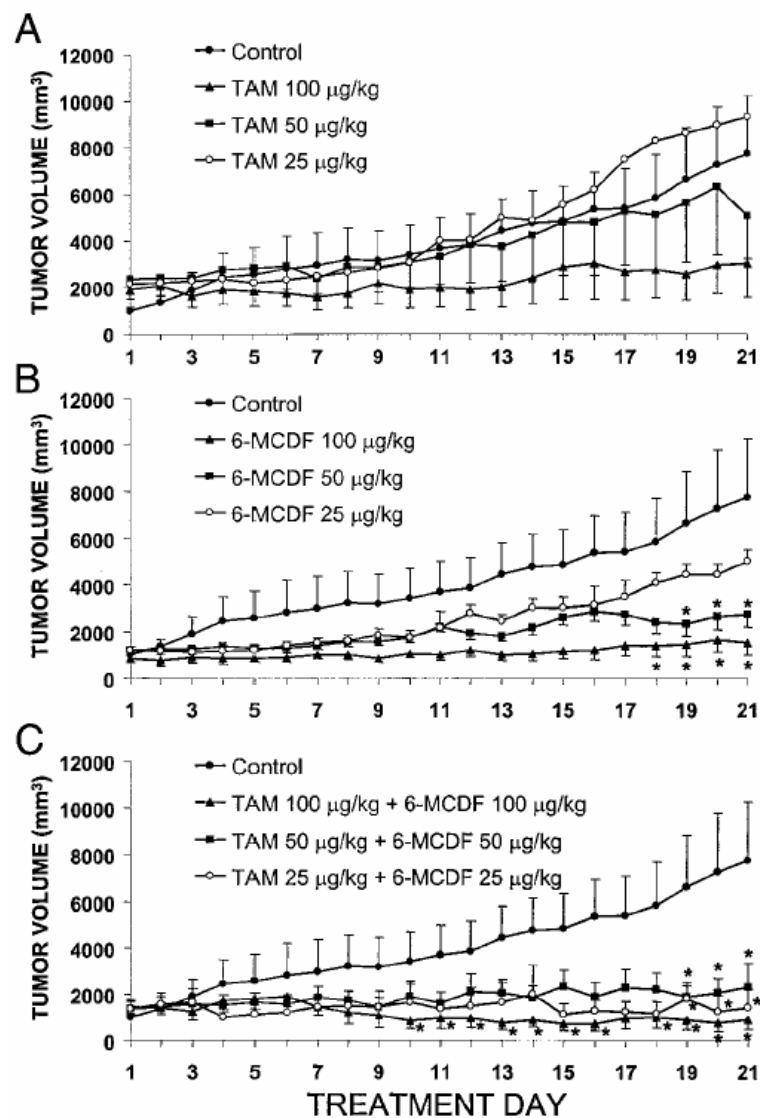 A
12000
10000
8000
6000
4000
2000
0
TUMOR VOLUME (mm³)
Control
TAM 100 µg/kg
TAM 50 µg/kg
TAM 25 µg/kg
1 3 5 7 9 11 13 15 17 19 21
B
12000
10000
8000
6000
4000
2000
0
TUMOR VOLUME (mm³)
Control
6-MCDF 100 µg/kg
6-MCDF 50 µg/kg
6-MCDF 25 µg/kg
* * *
* * * *
1 3 5 7 9 11 13 15 17 19 21
C
12000
10000
8000
6000
4000
2000
0
TUMOR VOLUME (mm³)
Control
TAM 100 µg/kg + 6-MCDF 100 µg/kg
TAM 50 µg/kg + 6-MCDF 50 µg/kg
TAM 25 µg/kg + 6-MCDF 25 µg/kg
* * *
* * *
* * * * * * * * * * *
1 3 5 7 9 11 13 15 17 19 21
TREATMENT DAY